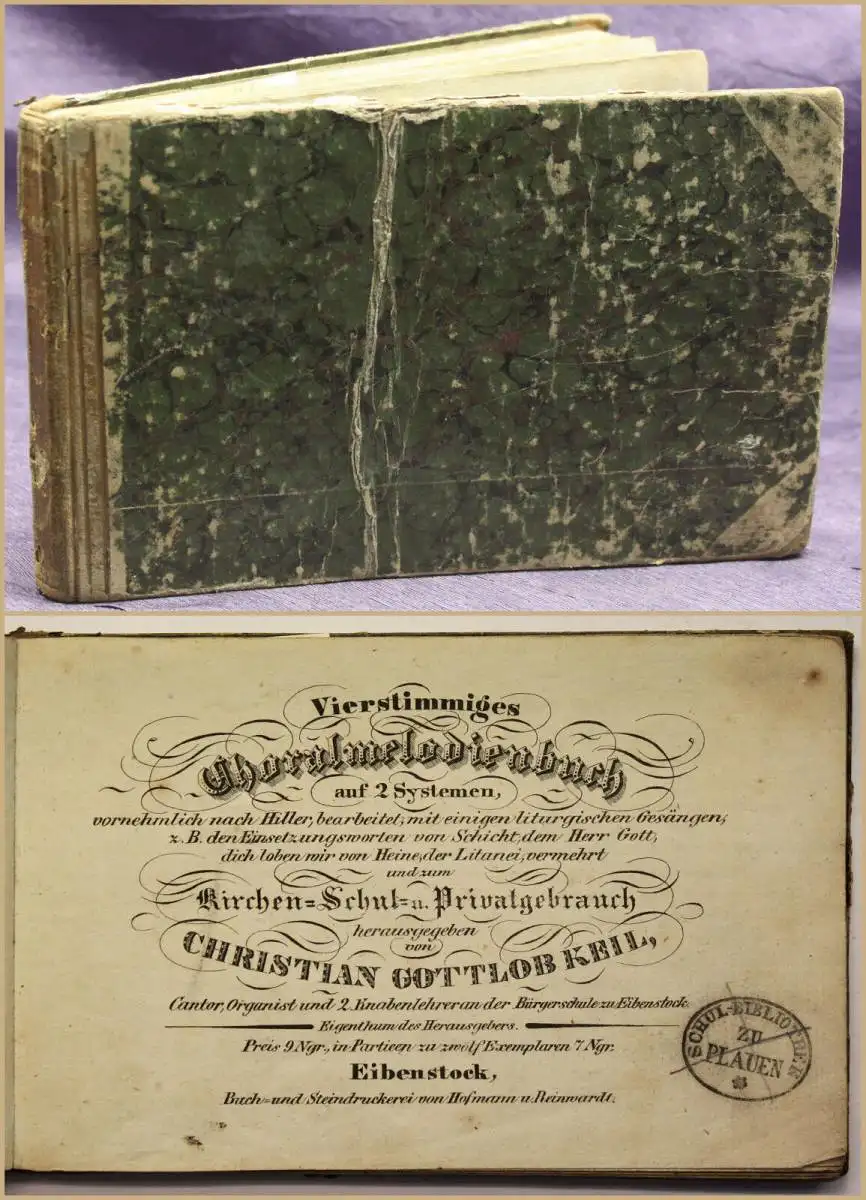 Vierstimmiges
Choralmelodienbuch
auf 2 Systemen,
vornehmlich nach Hiller, bearbeitet, mit einigen liturgischen Gesängen,
z. B. den Einsetzungsworten von Schicht, dem Herr Gott,
dich loben wir von Heine, der Litanei, vermehrt
und zum
Kirchen=Schul=u. Privatgebrauch
herausgegeben
von
CHRISTIAN GOTTLOB KEIL,
Cantor, Organist und 2. Knabenlehrer an der Bürgerschule zu Eibenstock.
Eigenthum des Herausgebers.
Preis 9 Ngr., in Partieen zu zwölf Exemplaren 7 Ngr.
Eibenstock,
Buch=und Steindruckerei von Hofmann u. Reinwardt.
SCHUL-BIBLIOTHEK
ZU
PLAUEN